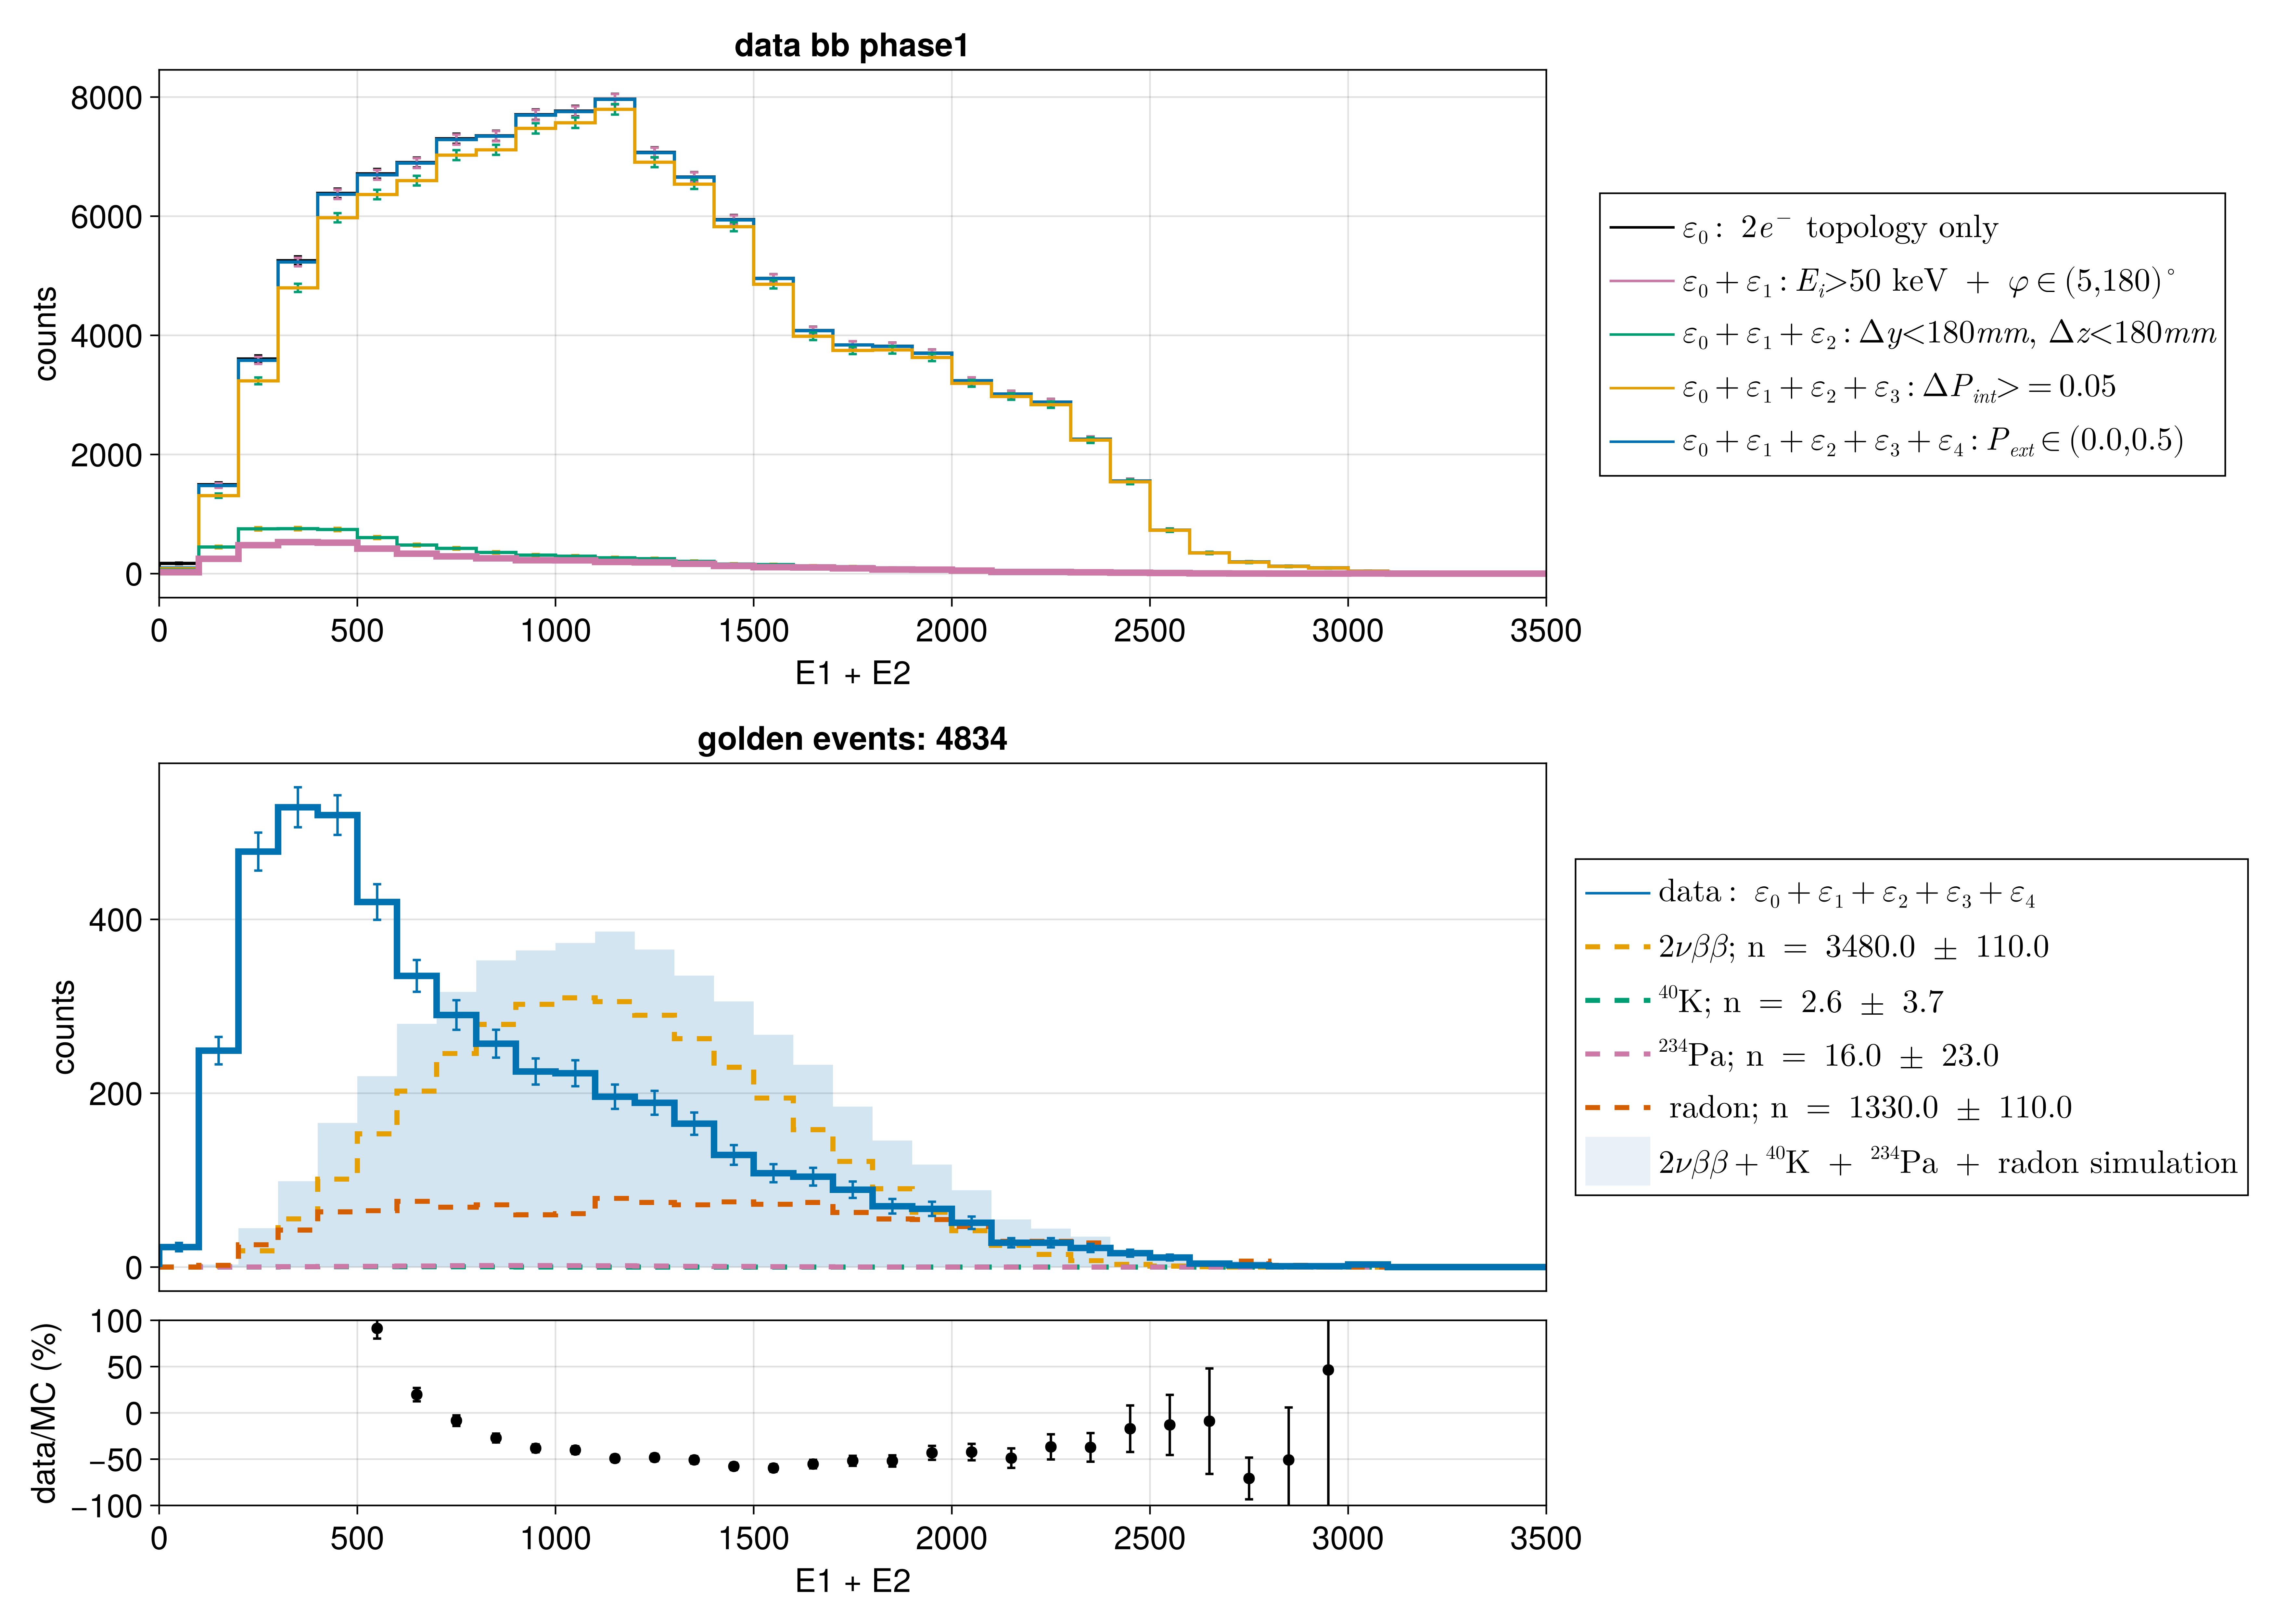 data bb phase1
counts
8000
6000
4000
2000
0
0 500 1000 1500 2000 2500 3000 3500
E1 + E2
ε₀ : 2e⁻ topology only
ε₀ + ε₁ : Eᵢ>50 keV + φ ∈ (5,180)°
ε₀ + ε₁ + ε₂ : Δy<180mm, Δz<180mm
ε₀ + ε₁ + ε₂ + ε₃ : ΔP_int> = 0.05
ε₀ + ε₁ + ε₂ + ε₃ + ε₄ : P_ext ∈ (0.0,0.5)
golden events: 4834
counts
400
200
0
data : ε₀ + ε₁ + ε₂ + ε₃ + ε₄
2νββ; n = 3480.0 ± 110.0
⁴⁰K; n = 2.6 ± 3.7
²³⁴Pa; n = 16.0 ± 23.0
radon; n = 1330.0 ± 110.0
2νββ + ⁴⁰K + ²³⁴Pa + radon simulation
data/MC (%)
100
50
0
−50
−100
0 500 1000 1500 2000 2500 3000 3500
E1 + E2